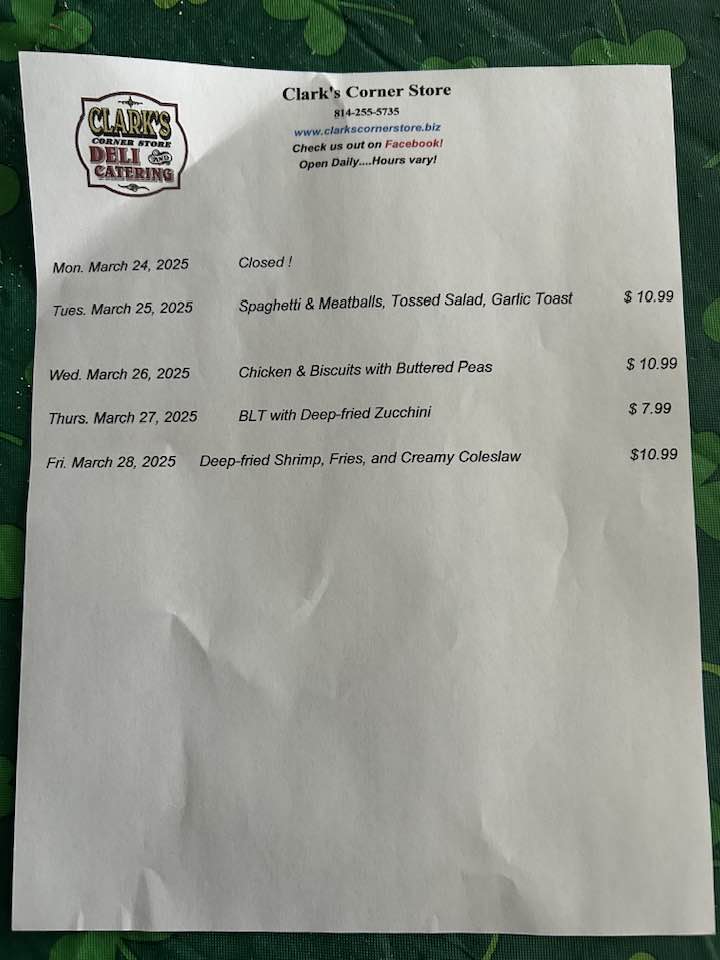 Clark's Corner Store
814-255-5735
www.clarkscornerstore.biz
Check us out on Facebook!
Open Daily....Hours vary!
CLARK'S
CORNER STORE
DELI AND
CATERING
Mon. March 24, 2025 Closed !
Tues. March 25, 2025 Spaghetti & Meatballs, Tossed Salad, Garlic Toast $ 10.99
Wed. March 26, 2025 Chicken & Biscuits with Buttered Peas $ 10.99
Thurs. March 27, 2025 BLT with Deep-fried Zucchini $ 7.99
Fri. March 28, 2025 Deep-fried Shrimp, Fries, and Creamy Coleslaw $10.99